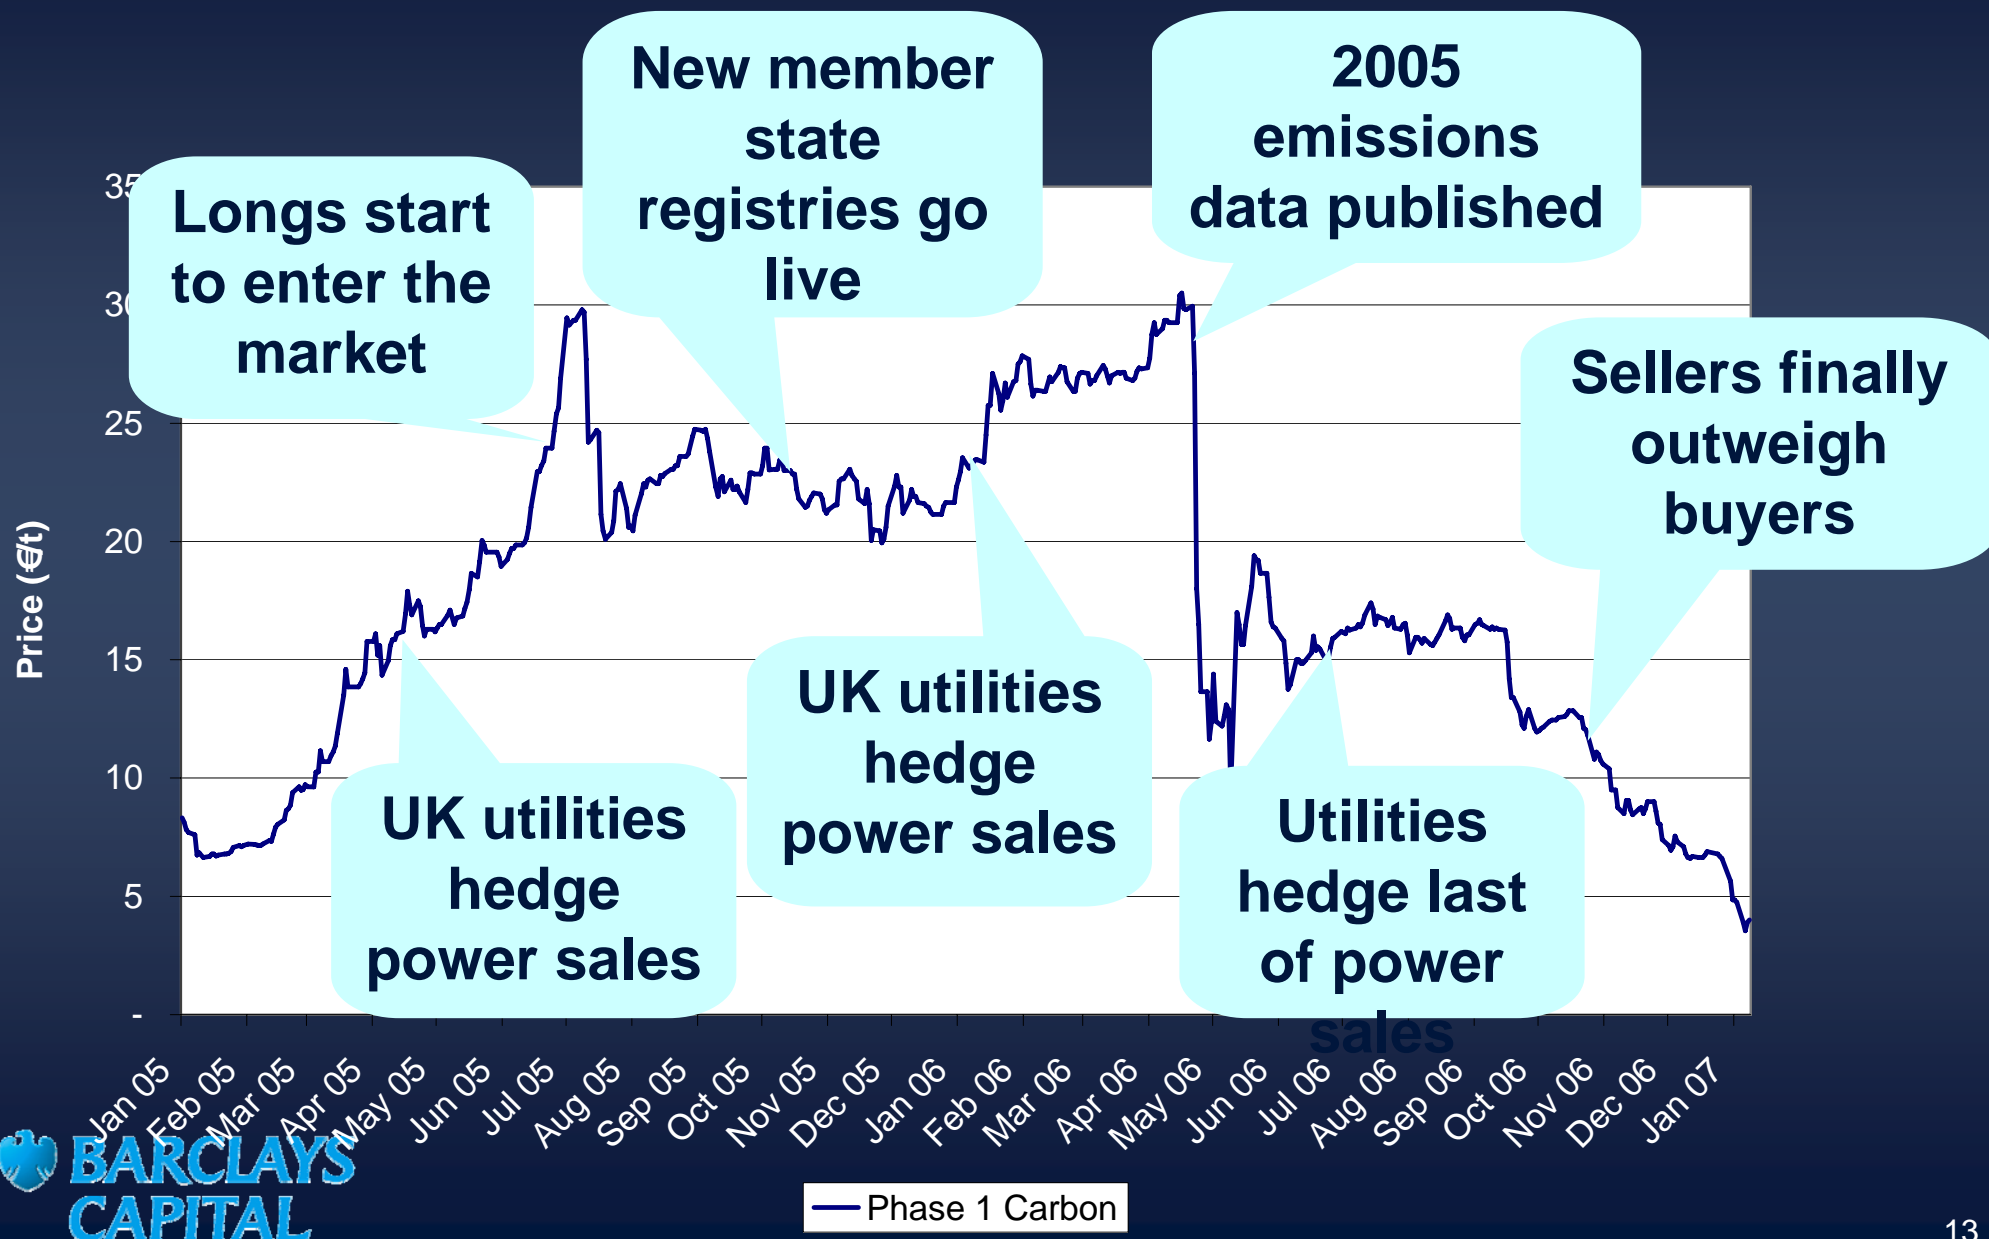 New member
state
registries go
live
2005
emissions
data published
Longs start
to enter the
market
Sellers finally
outweigh
buyers
UK utilities
hedge
power sales
UK utilities
hedge
power sales
Utilities
hedge last
of power
sales
Price (€/t)
35
30
25
20
15
10
5
-
Jan 05
Feb 05
Mar 05
Apr 05
May 05
Jun 05
Jul 05
Aug 05
Sep 05
Oct 05
Nov 05
Dec 05
Jan 06
Feb 06
Mar 06
Apr 06
May 06
Jun 06
Jul 06
Aug 06
Sep 06
Oct 06
Nov 06
Dec 06
Jan 07
Phase 1 Carbon
BARCLAYS
CAPITAL
13